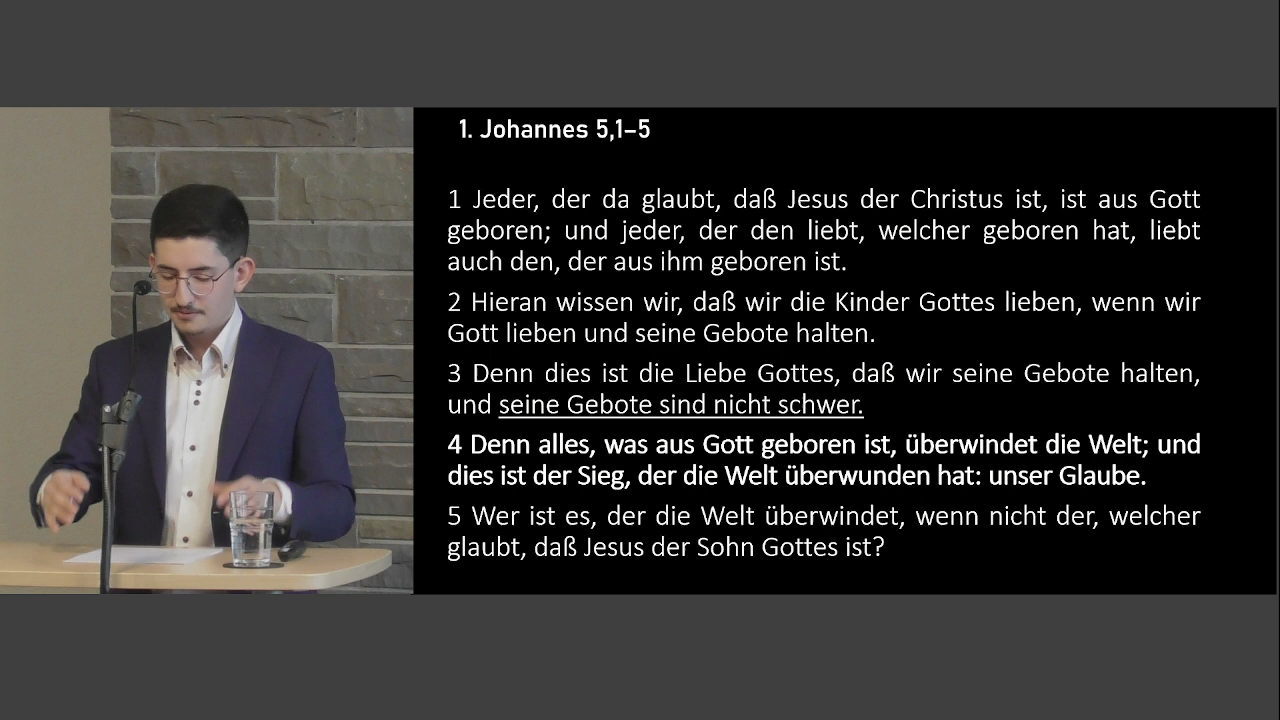 1. Johannes 5,1–5
1 Jeder, der da glaubt, daß Jesus der Christus ist, ist aus Gott
geboren; und jeder, der den liebt, welcher geboren hat, liebt
auch den, der aus ihm geboren ist.
2 Hieran wissen wir, daß wir die Kinder Gottes lieben, wenn wir
Gott lieben und seine Gebote halten.
3 Denn dies ist die Liebe Gottes, daß wir seine Gebote halten,
und seine Gebote sind nicht schwer.
4 Denn alles, was aus Gott geboren ist, überwindet die Welt; und
dies ist der Sieg, der die Welt überwunden hat: unser Glaube.
5 Wer ist es, der die Welt überwindet, wenn nicht der, welcher
glaubt, daß Jesus der Sohn Gottes ist?